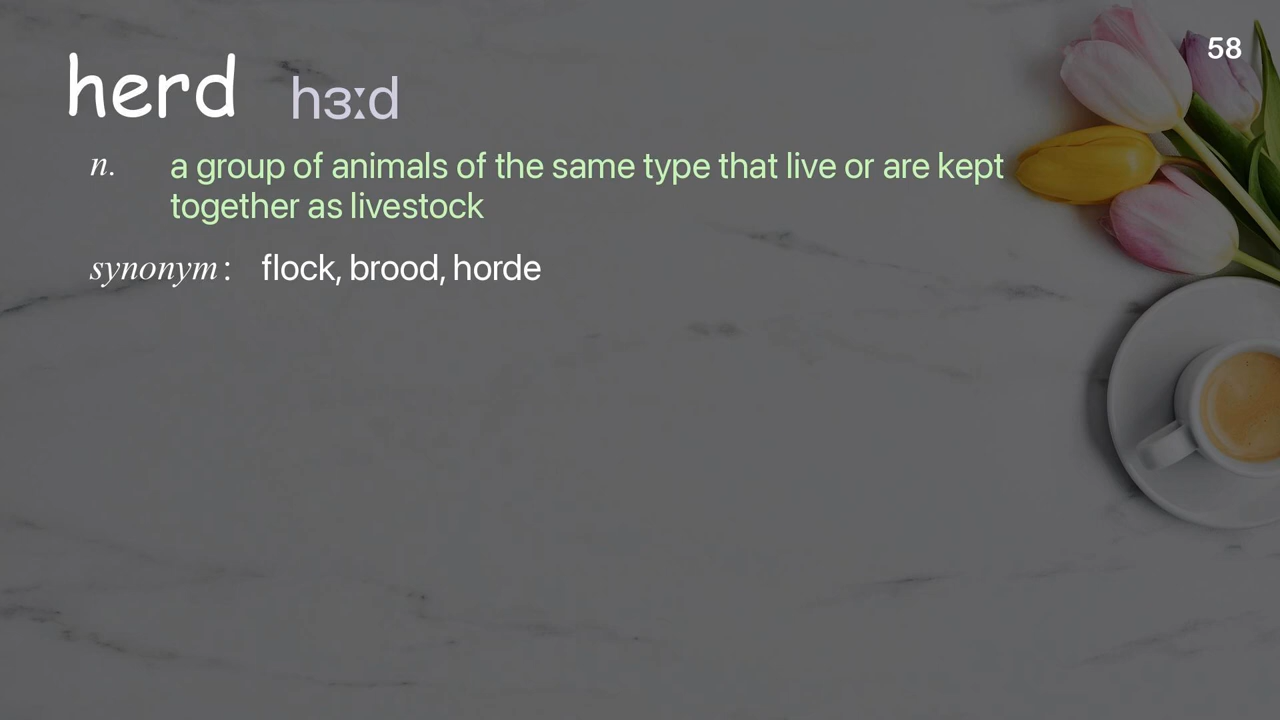 58
herd hɜːd
n. a group of animals of the same type that live or are kept
together as livestock
synonym: flock, brood, horde